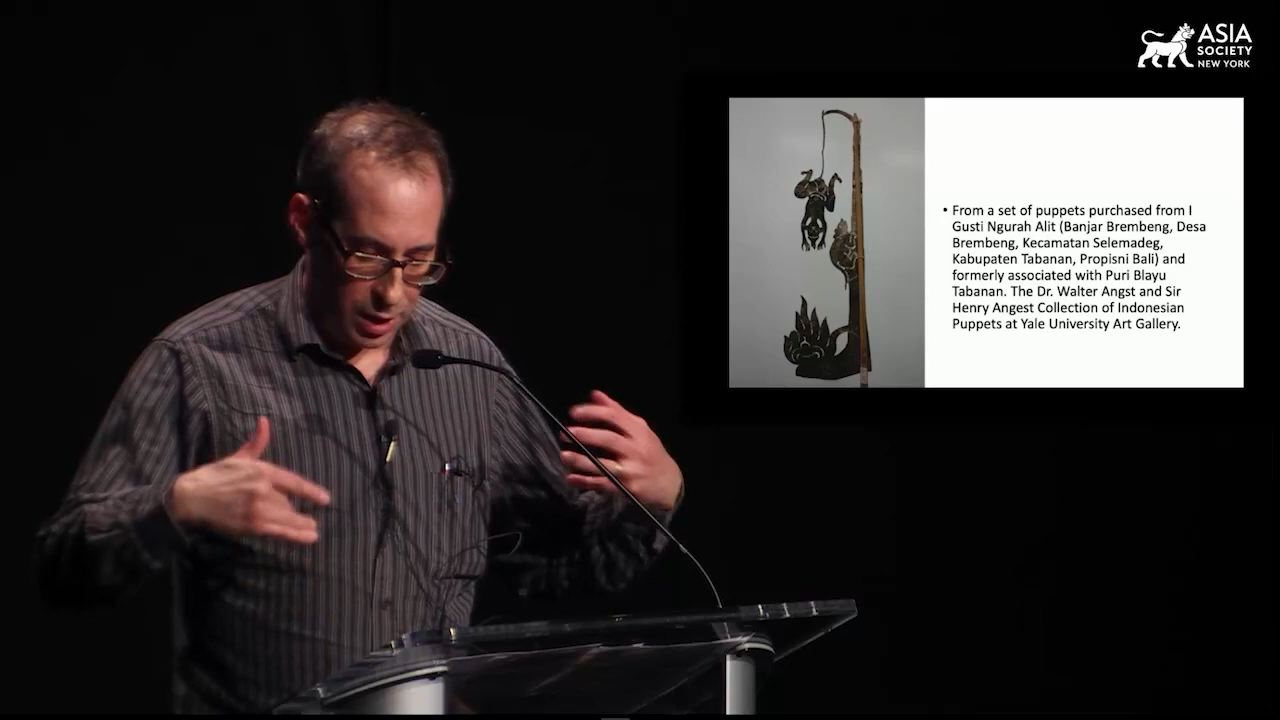 ASIA
SOCIETY
NEW YORK
• From a set of puppets purchased from I
Gusti Ngurah Alit (Banjar Brembeng, Desa
Brembeng, Kecamatan Selemadeg,
Kabupaten Tabanan, Propisni Bali) and
formerly associated with Puri Blayu
Tabanan. The Dr. Walter Angst and Sir
Henry Angest Collection of Indonesian
Puppets at Yale University Art Gallery.